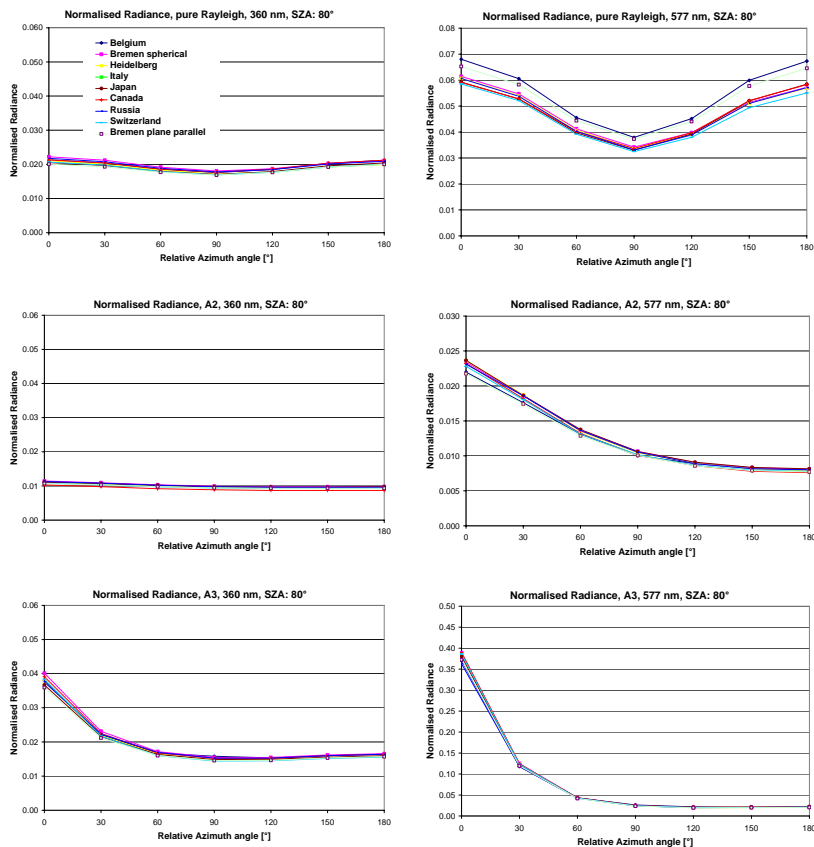 Normalised Radiance, pure Rayleigh, 360 nm, SZA: 80°
Normalised Radiance
0.060
0.050
0.040
0.030
0.020
0.010
0.000
Belgium
Bremen spherical
Heidelberg
Italy
Japan
Canada
Russia
Switzerland
Bremen plane parallel
0 30 60 90 120 150 180
Relative Azimuth angle [°]
Normalised Radiance, pure Rayleigh, 577 nm, SZA: 80°
Normalised Radiance
0.08
0.07
0.06
0.05
0.04
0.03
0.02
0.01
0.00
0 30 60 90 120 150 180
Relative Azimuth angle [°]
Normalised Radiance, A2, 360 nm, SZA: 80°
Normalised Radiance
0.06
0.05
0.04
0.03
0.02
0.01
0.00
0 30 60 90 120 150 180
Relative Azimuth angle [°]
Normalised Radiance, A2, 577 nm, SZA: 80°
Normalised Radiance
0.030
0.025
0.020
0.015
0.010
0.005
0.000
0 30 60 90 120 150 180
Relative Azimuth angle [°]
Normalised Radiance, A3, 360 nm, SZA: 80°
Normalised Radiance
0.06
0.05
0.04
0.03
0.02
0.01
0.00
0 30 60 90 120 150 180
Relative Azimuth angle [°]
Normalised Radiance, A3, 577 nm, SZA: 80°
Normalised Radiance
0.50
0.45
0.40
0.35
0.30
0.25
0.20
0.15
0.10
0.05
0.00
0 30 60 90 120 150 180
Relative Azimuth angle [°]